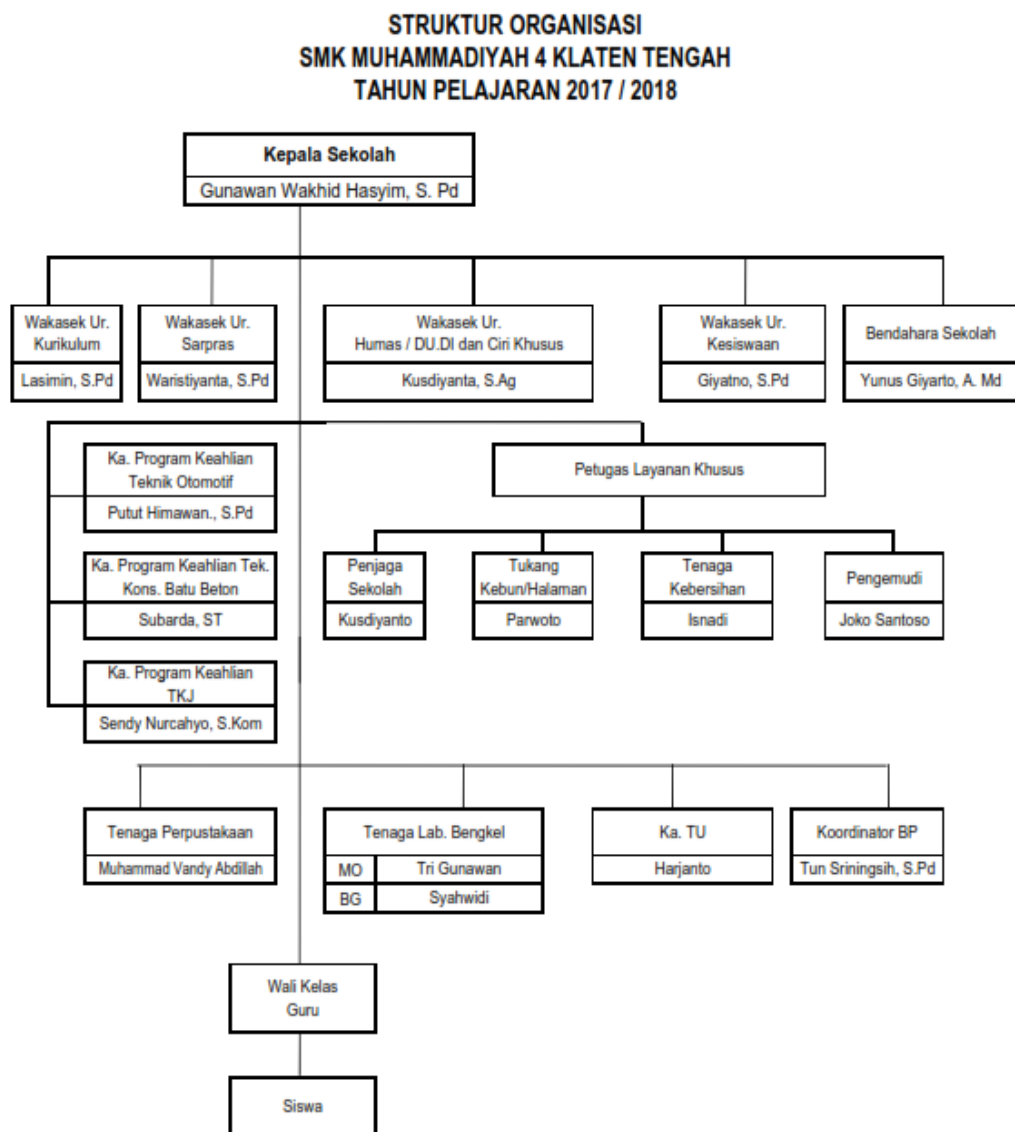 STRUKTUR ORGANISASI
SMK MUHAMMADIYAH 4 KLATEN TENGAH
TAHUN PELAJARAN 2017 / 2018
Kepala Sekolah
Gunawan Wakhid Hasyim, S. Pd
Wakasek Ur.
Kurikulum
Lasimin, S.Pd
Wakasek Ur.
Sarpras
Waristiyanta, S.Pd
Wakasek Ur.
Humas / DU.DI dan Ciri Khusus
Kusdiyanta, S.Ag
Wakasek Ur.
Kesiswaan
Giyatno, S.Pd
Bendahara Sekolah
Yunus Giyarto, A. Md
Ka. Program Keahlian
Teknik Otomotif
Putut Himawan., S.Pd
Ka. Program Keahlian Tek.
Kons. Batu Beton
Subarda, ST
Ka. Program Keahlian
TKJ
Sendy Nurcahyo, S.Kom
Petugas Layanan Khusus
Penjaga
Sekolah
Kusdiyanto
Tukang
Kebun/Halaman
Parwoto
Tenaga
Kebersihan
Isnadi
Pengemudi
Joko Santoso
Tenaga Perpustakaan
Muhammad Vandy Abdillah
Tenaga Lab. Bengkel
MO Tri Gunawan
BG Syahwidi
Ka. TU
Harjanto
Koordinator BP
Tun Sriningsih, S.Pd
Wali Kelas
Guru
Siswa